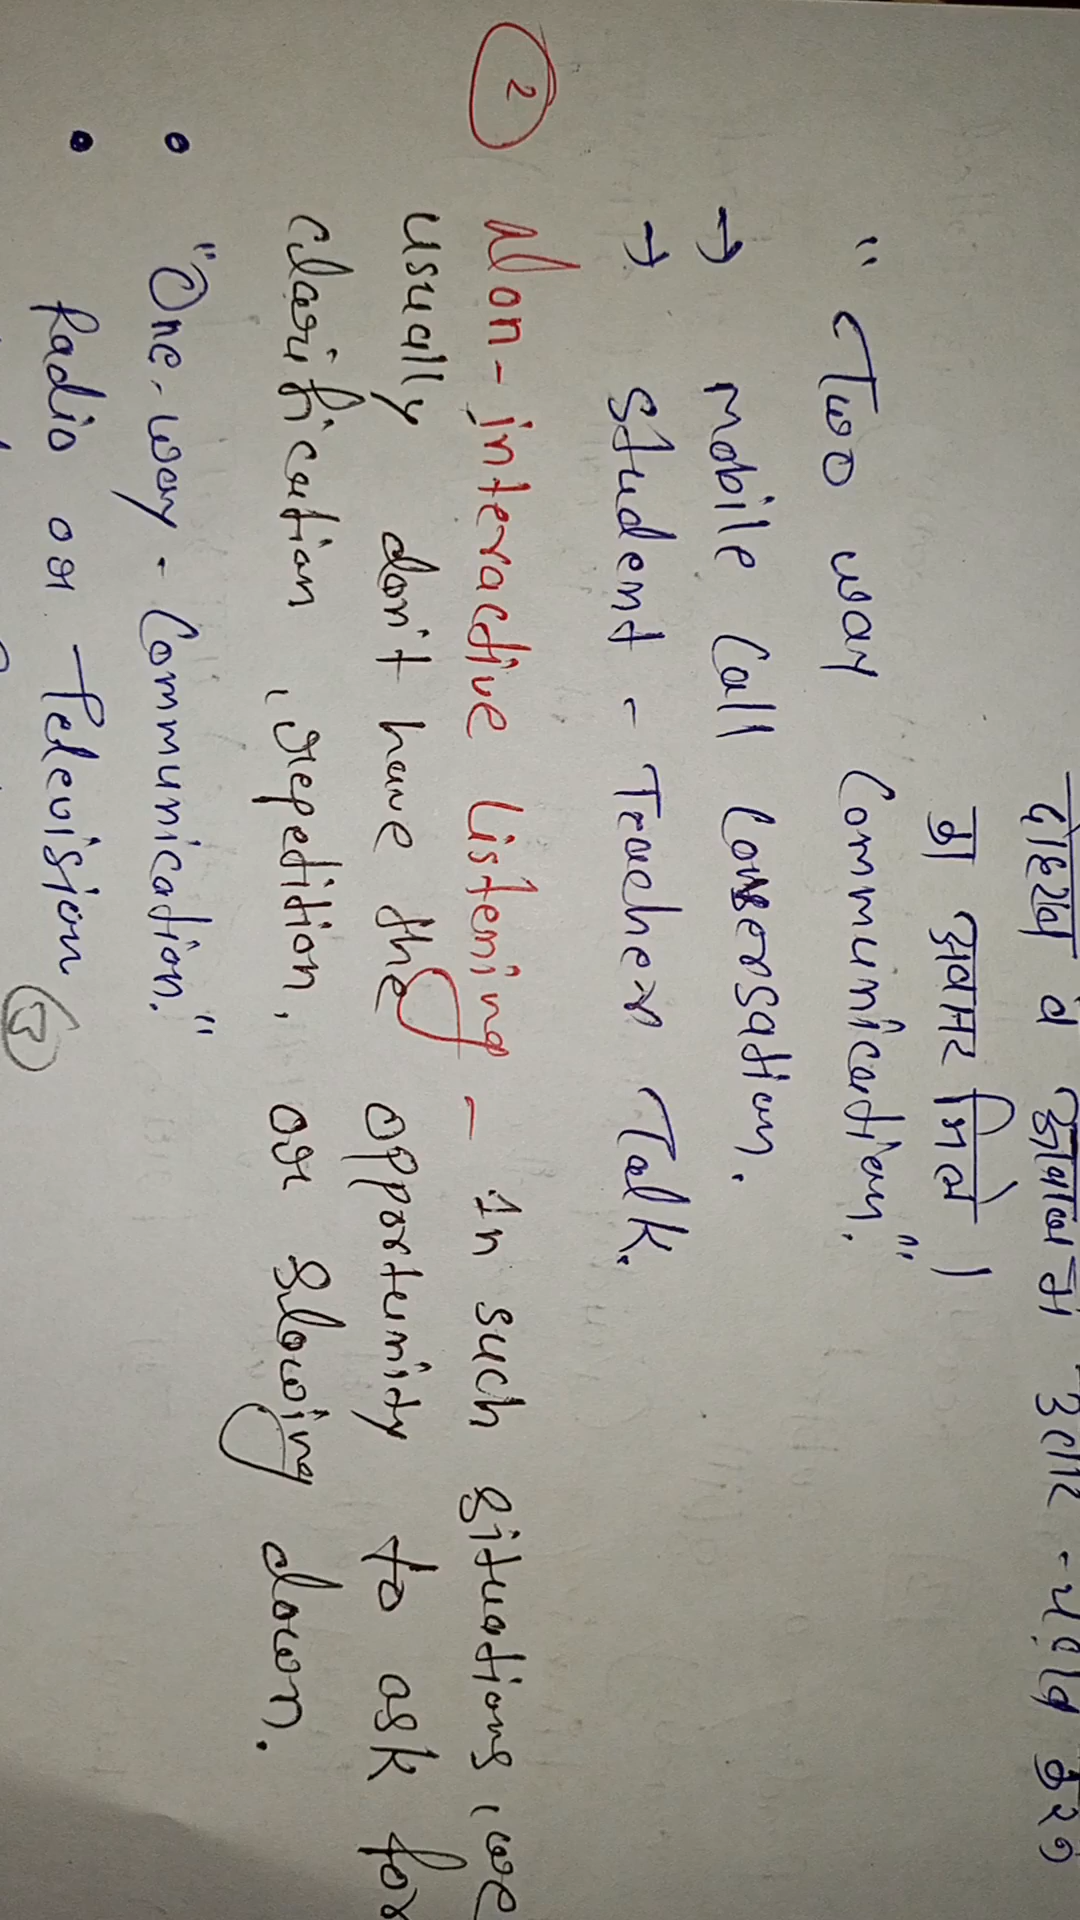 दोहराव व
का अवसर मिले ।
" Two way Communication."
→ Mobile Call Conversation.
→ Student - Teacher Talk.
2 Non-interactive Listening - In such situations, we
usually don't have the opportunity to ask for
clarification, repetition, or slowing down.
• "One-way-Communication."
• Radio or Television